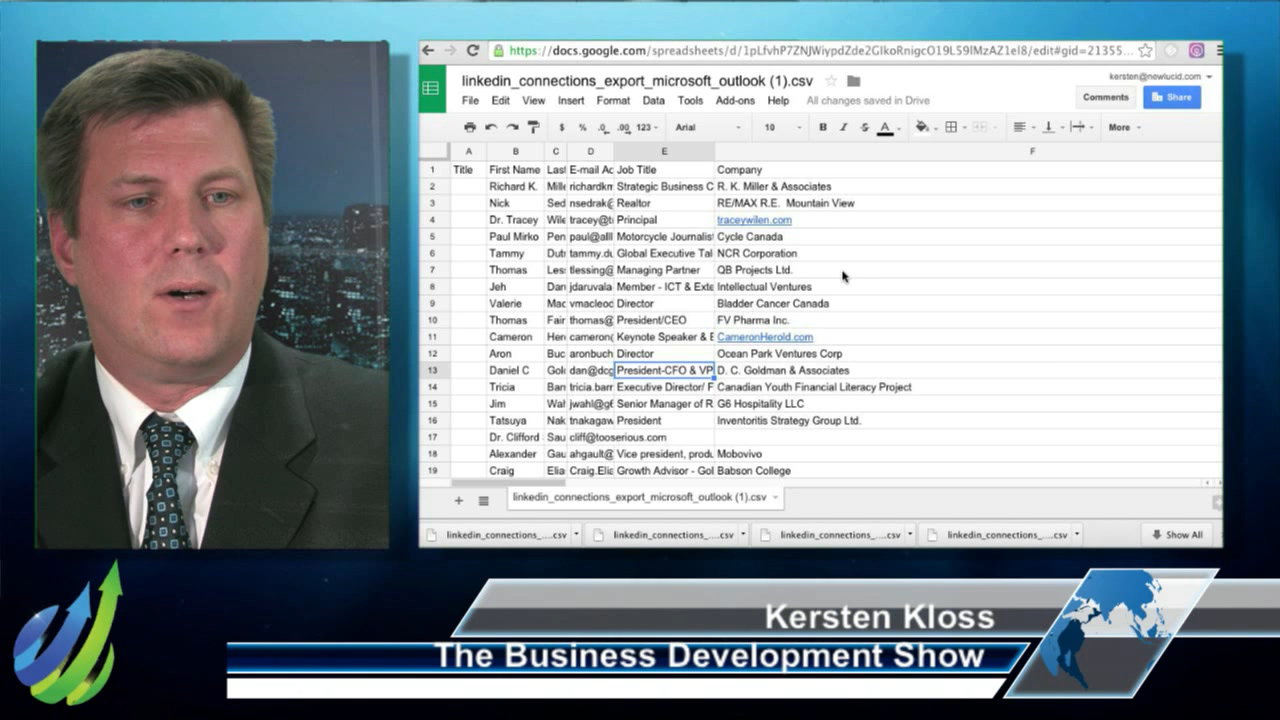 https://docs.google.com/spreadsheets/d/1pLfvhP7ZNJWiypdZde2GIkoRnigcO19L59IMzAZ1eI8/edit#gid=21355...
linkedin_connections_export_microsoft_outlook (1).csv
kersten@newlucid.com
File Edit View Insert Format Data Tools Add-ons Help All changes saved in Drive
Comments Share
$ % .0 .00 123 Arial 10 B I S A More
A B C D E F
1 Title First Name Last E-mail Ac Job Title Company
2 Richard K. Mille richardkm Strategic Business C R. K. Miller & Associates
3 Nick Sed nsedrak@ Realtor RE/MAX R.E. Mountain View
4 Dr. Tracey Wile tracey@t Principal traceywilen.com
5 Paul Mirko Pen paul@alll Motorcycle Journalist Cycle Canada
6 Tammy Dut tammy.du Global Executive Tal NCR Corporation
7 Thomas Les tlessing@ Managing Partner QB Projects Ltd.
8 Jeh Dan jdaruvala Member - ICT & Exte Intellectual Ventures
9 Valerie Mac vmacleod Director Bladder Cancer Canada
10 Thomas Fair thomas@ President/CEO FV Pharma Inc.
11 Cameron Her cameron@ Keynote Speaker & E CameronHerold.com
12 Aron Buc aronbuch Director Ocean Park Ventures Corp
13 Daniel C Gol dan@dcg President-CFO & VP D. C. Goldman & Associates
14 Tricia Barr tricia.barr Executive Director/ F Canadian Youth Financial Literacy Project
15 Jim Wah jwahl@g6 Senior Manager of R G6 Hospitality LLC
16 Tatsuya Nak tnakagaw President Inventoritis Strategy Group Ltd.
17 Dr. Clifford Sau cliff@tooserious.com
18 Alexander Gau ahgault@ Vice president, produ Mobovivo
19 Craig Elia Craig.Elia Growth Advisor - Gol Babson College
linkedin_connections_export_microsoft_outlook (1).csv
linkedin_connections_....csv linkedin_connections_....csv linkedin_connections_....csv linkedin_connections_....csv Show All
Kersten Kloss
The Business Development Show